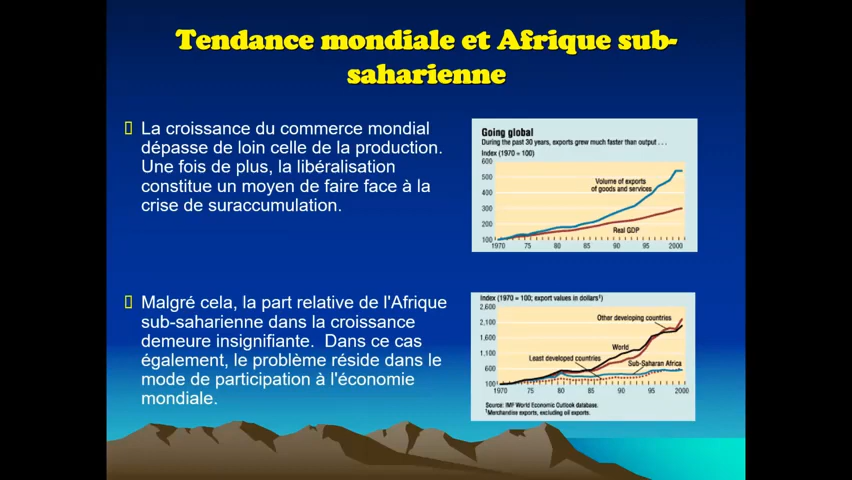 Tendance mondiale et Afrique sub-
saharienne
La croissance du commerce mondial
dépasse de loin celle de la production.
Une fois de plus, la libéralisation
constitue un moyen de faire face à la
crise de suraccumulation.
Going global
During the past 30 years, exports grew much faster than output . . .
Index (1970 = 100)
600
500
400
300
200
100
Volume of exports
of goods and services
Real GDP
1970 75 80 85 90 95 2000
Malgré cela, la part relative de l'Afrique
sub-saharienne dans la croissance
demeure insignifiante. Dans ce cas
également, le problème réside dans le
mode de participation à l'économie
mondiale.
Index (1970 = 100; export values in dollars¹)
2,600
2,100
1,600
1,100
600
100
Other developing countries
World
Least developed countries
Sub-Saharan Africa
1970 75 80 85 90 95 2000
Source: IMF World Economic Outlook database.
¹Merchandise exports, excluding oil exports.